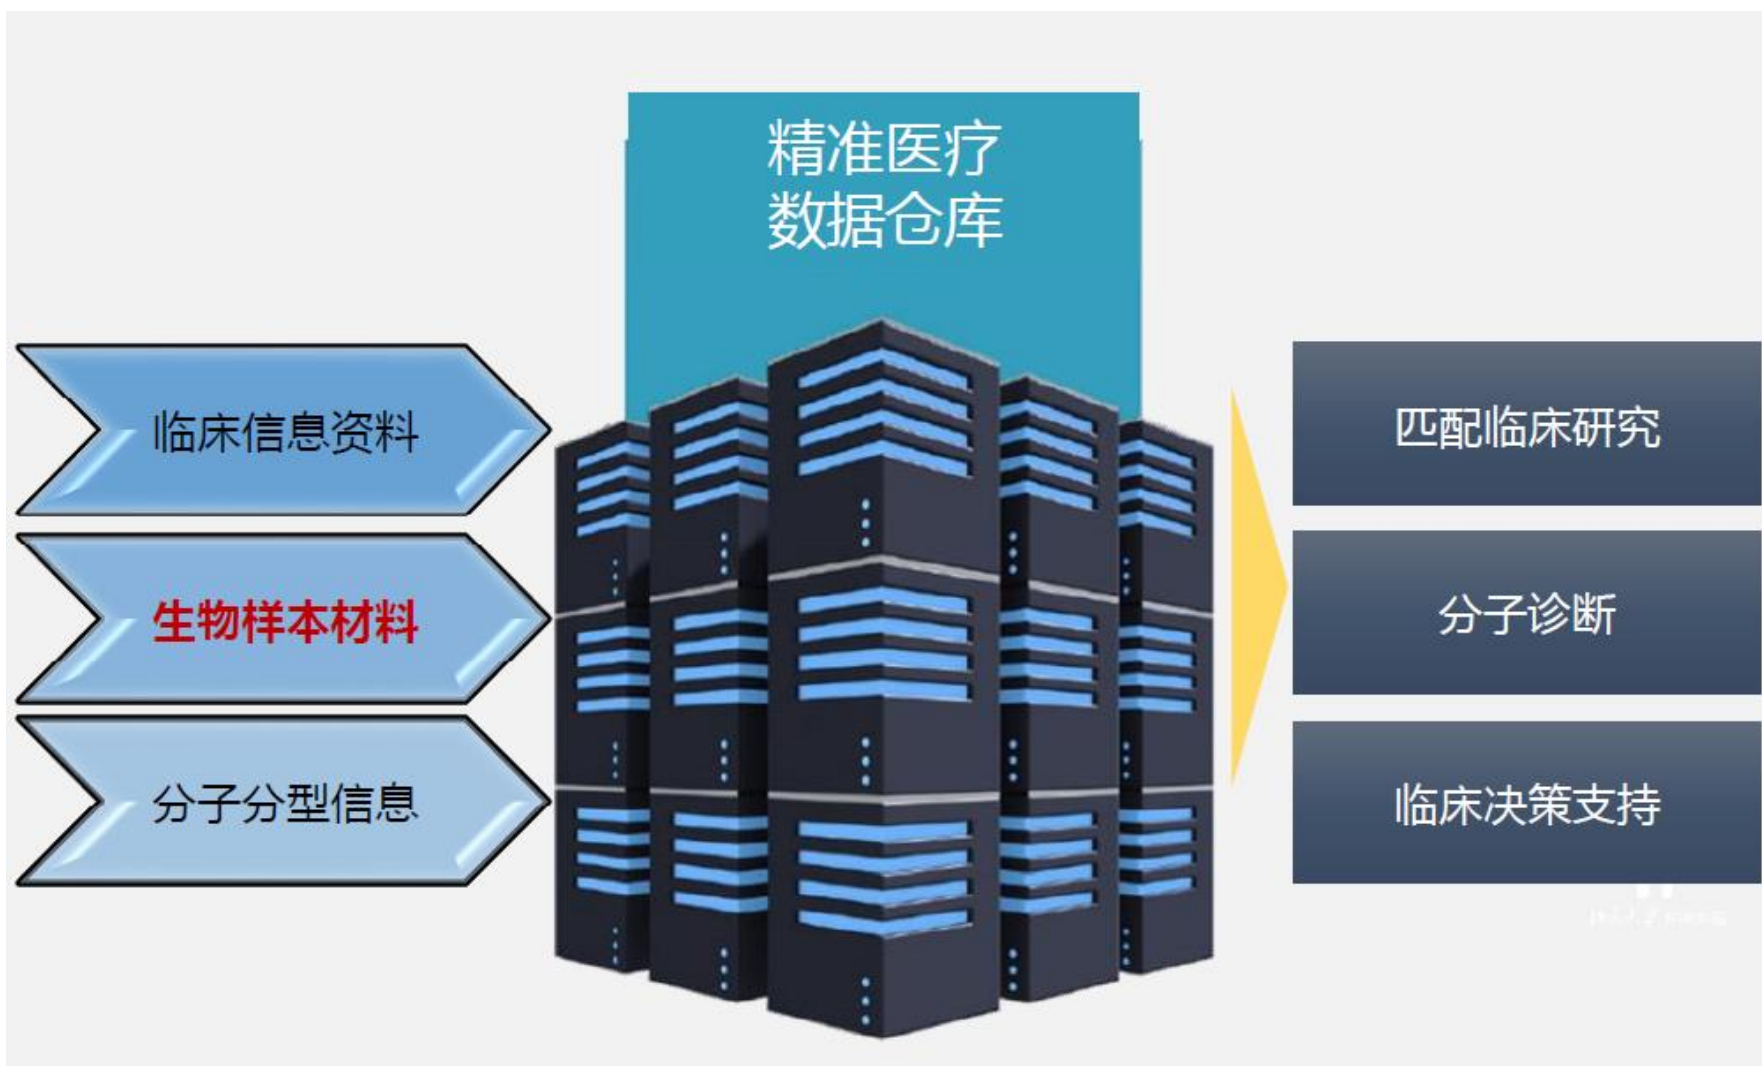 精准医疗
数据仓库
临床信息资料
生物样本材料
分子分型信息
匹配临床研究
分子诊断
临床决策支持